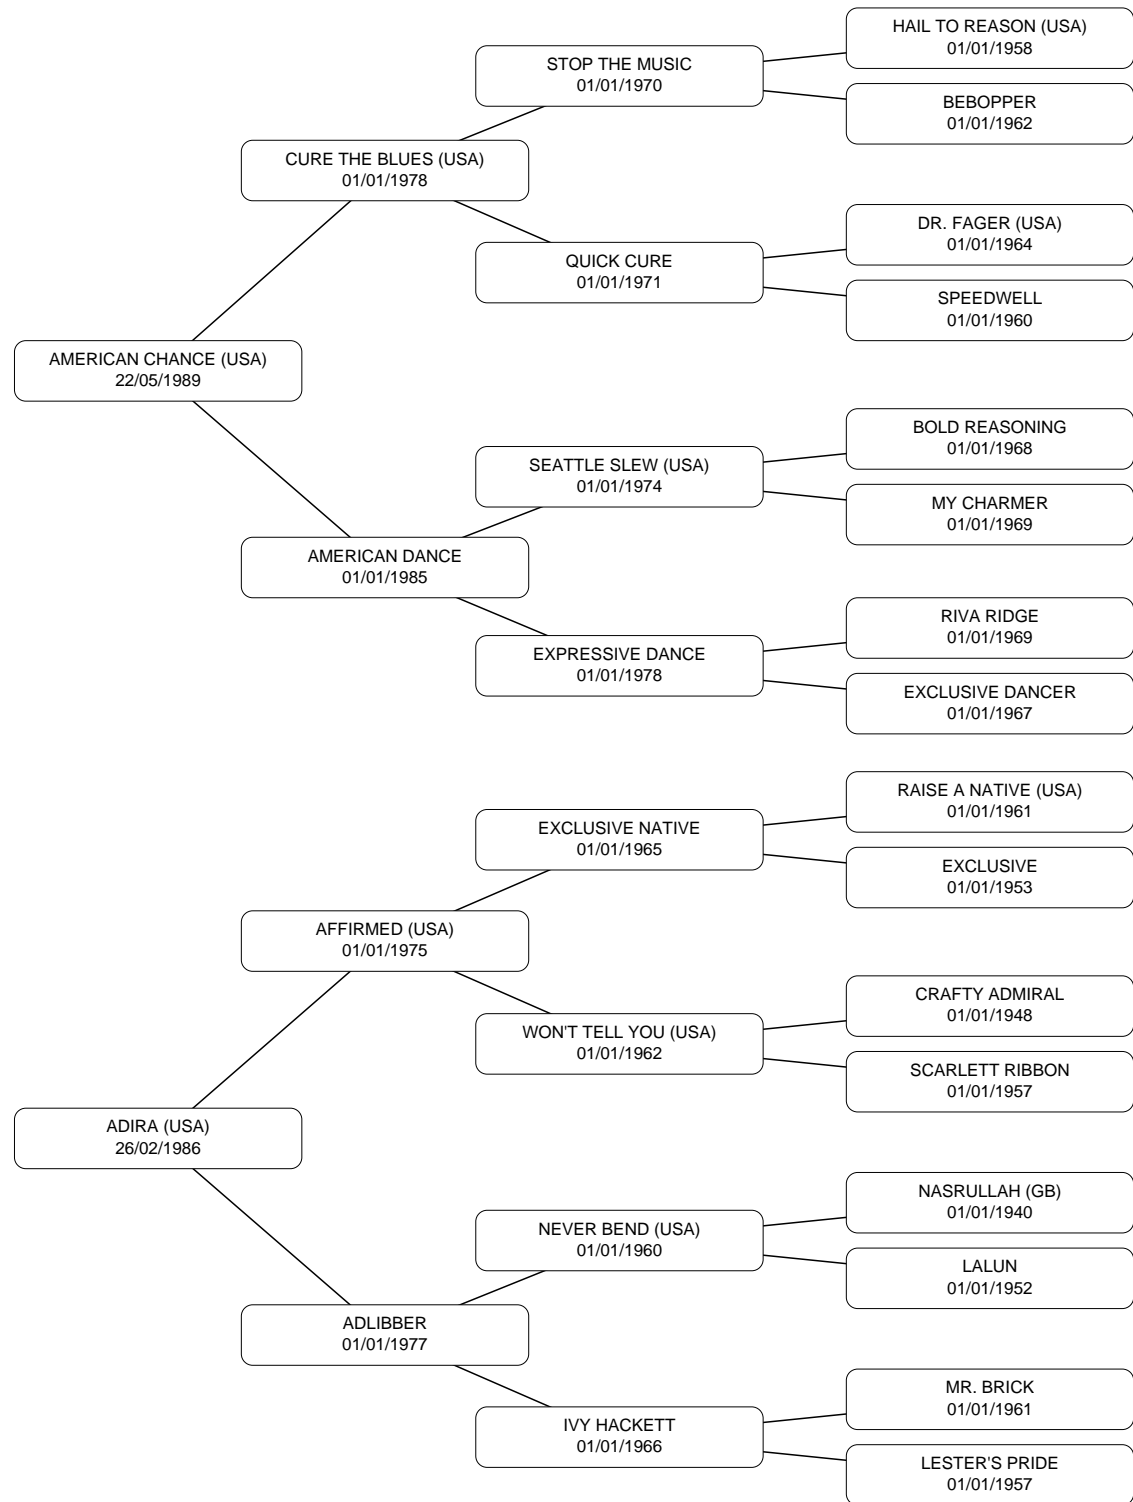 HAIL TO REASON (USA)
01/01/1958
STOP THE MUSIC
01/01/1970
BEBOPPER
01/01/1962
CURE THE BLUES (USA)
01/01/1978
DR. FAGER (USA)
01/01/1964
QUICK CURE
01/01/1971
SPEEDWELL
01/01/1960
AMERICAN CHANCE (USA)
22/05/1989
BOLD REASONING
01/01/1968
SEATTLE SLEW (USA)
01/01/1974
MY CHARMER
01/01/1969
AMERICAN DANCE
01/01/1985
RIVA RIDGE
01/01/1969
EXPRESSIVE DANCE
01/01/1978
EXCLUSIVE DANCER
01/01/1967
RAISE A NATIVE (USA)
01/01/1961
EXCLUSIVE NATIVE
01/01/1965
EXCLUSIVE
01/01/1953
AFFIRMED (USA)
01/01/1975
CRAFTY ADMIRAL
01/01/1948
WON'T TELL YOU (USA)
01/01/1962
SCARLETT RIBBON
01/01/1957
ADIRA (USA)
26/02/1986
NASRULLAH (GB)
01/01/1940
NEVER BEND (USA)
01/01/1960
LALUN
01/01/1952
ADLIBBER
01/01/1977
MR. BRICK
01/01/1961
IVY HACKETT
01/01/1966
LESTER'S PRIDE
01/01/1957